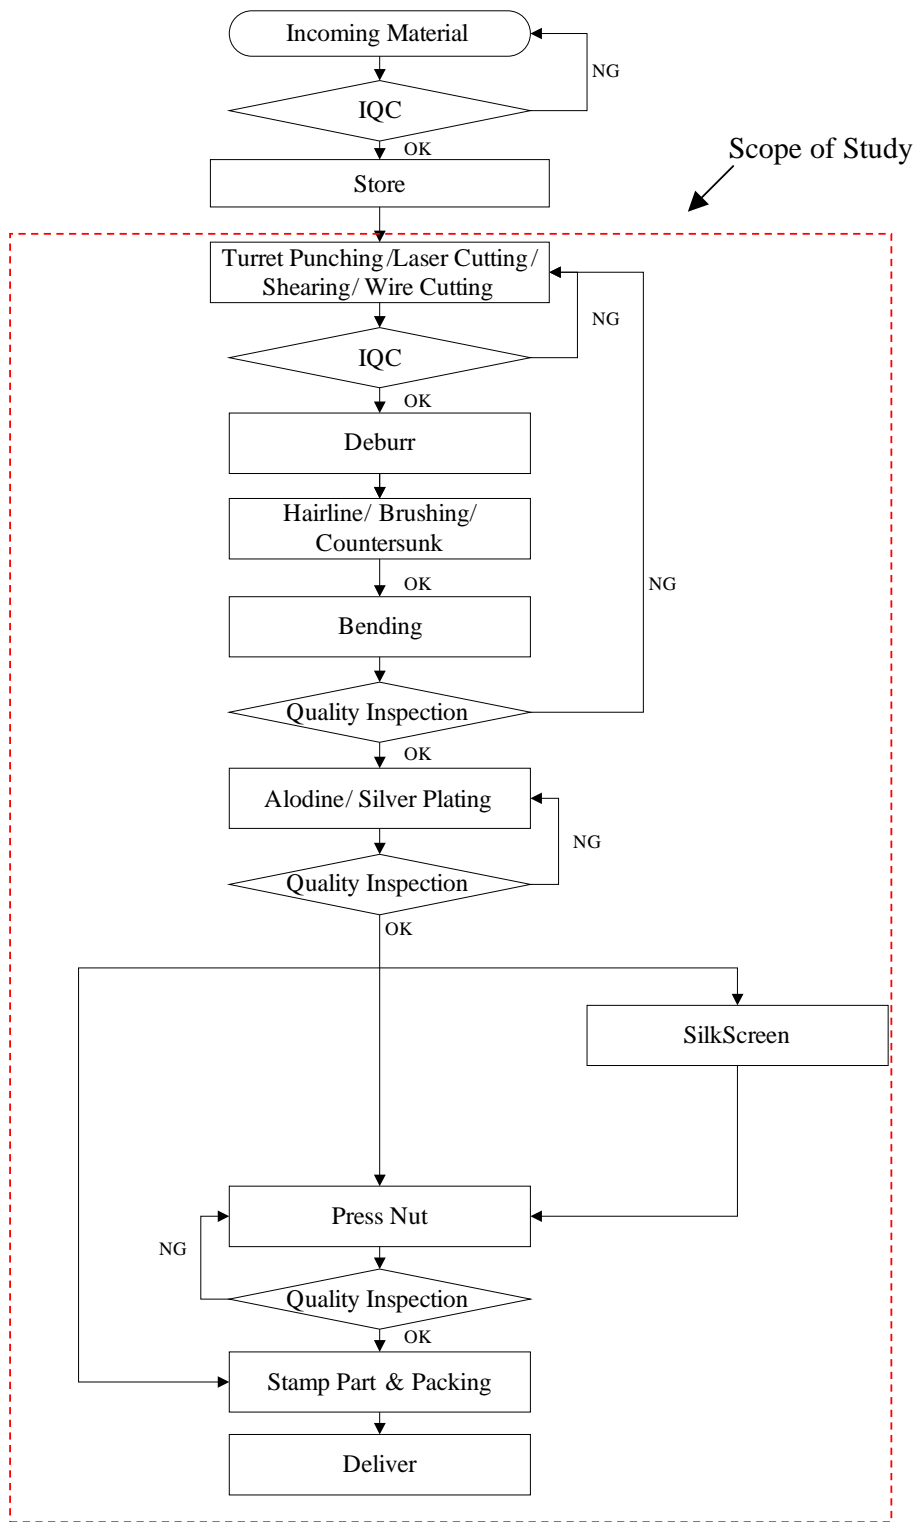 Incoming Material
NG
IQC
OK
Scope of Study
Store
Turret Punching/Laser Cutting/
Shearing/ Wire Cutting
NG
IQC
OK
Deburr
Hairline/ Brushing/
Countersunk
OK
NG
Bending
Quality Inspection
OK
Alodine/ Silver Plating
NG
Quality Inspection
OK
SilkScreen
Press Nut
NG
Quality Inspection
OK
Stamp Part & Packing
Deliver